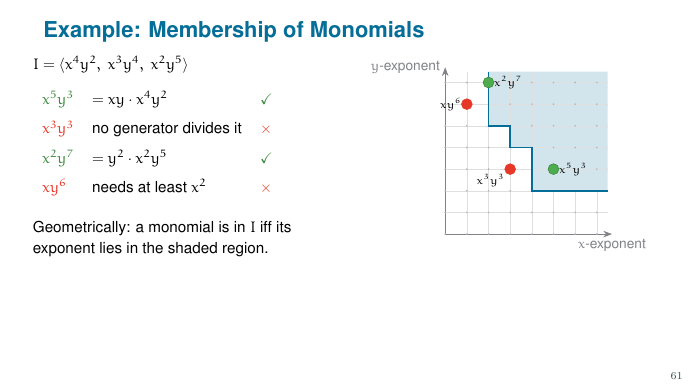 Example: Membership of Monomials
I = ⟨x⁴y², x³y⁴, x²y⁵⟩
x⁵y³ = xy · x⁴y² ✓
x³y³ no generator divides it ×
x²y⁷ = y² · x²y⁵ ✓
xy⁶ needs at least x² ×
Geometrically: a monomial is in I iff its
exponent lies in the shaded region.
y-exponent
x²y⁷
xy⁶
x⁵y³
x³y³
x-exponent
61